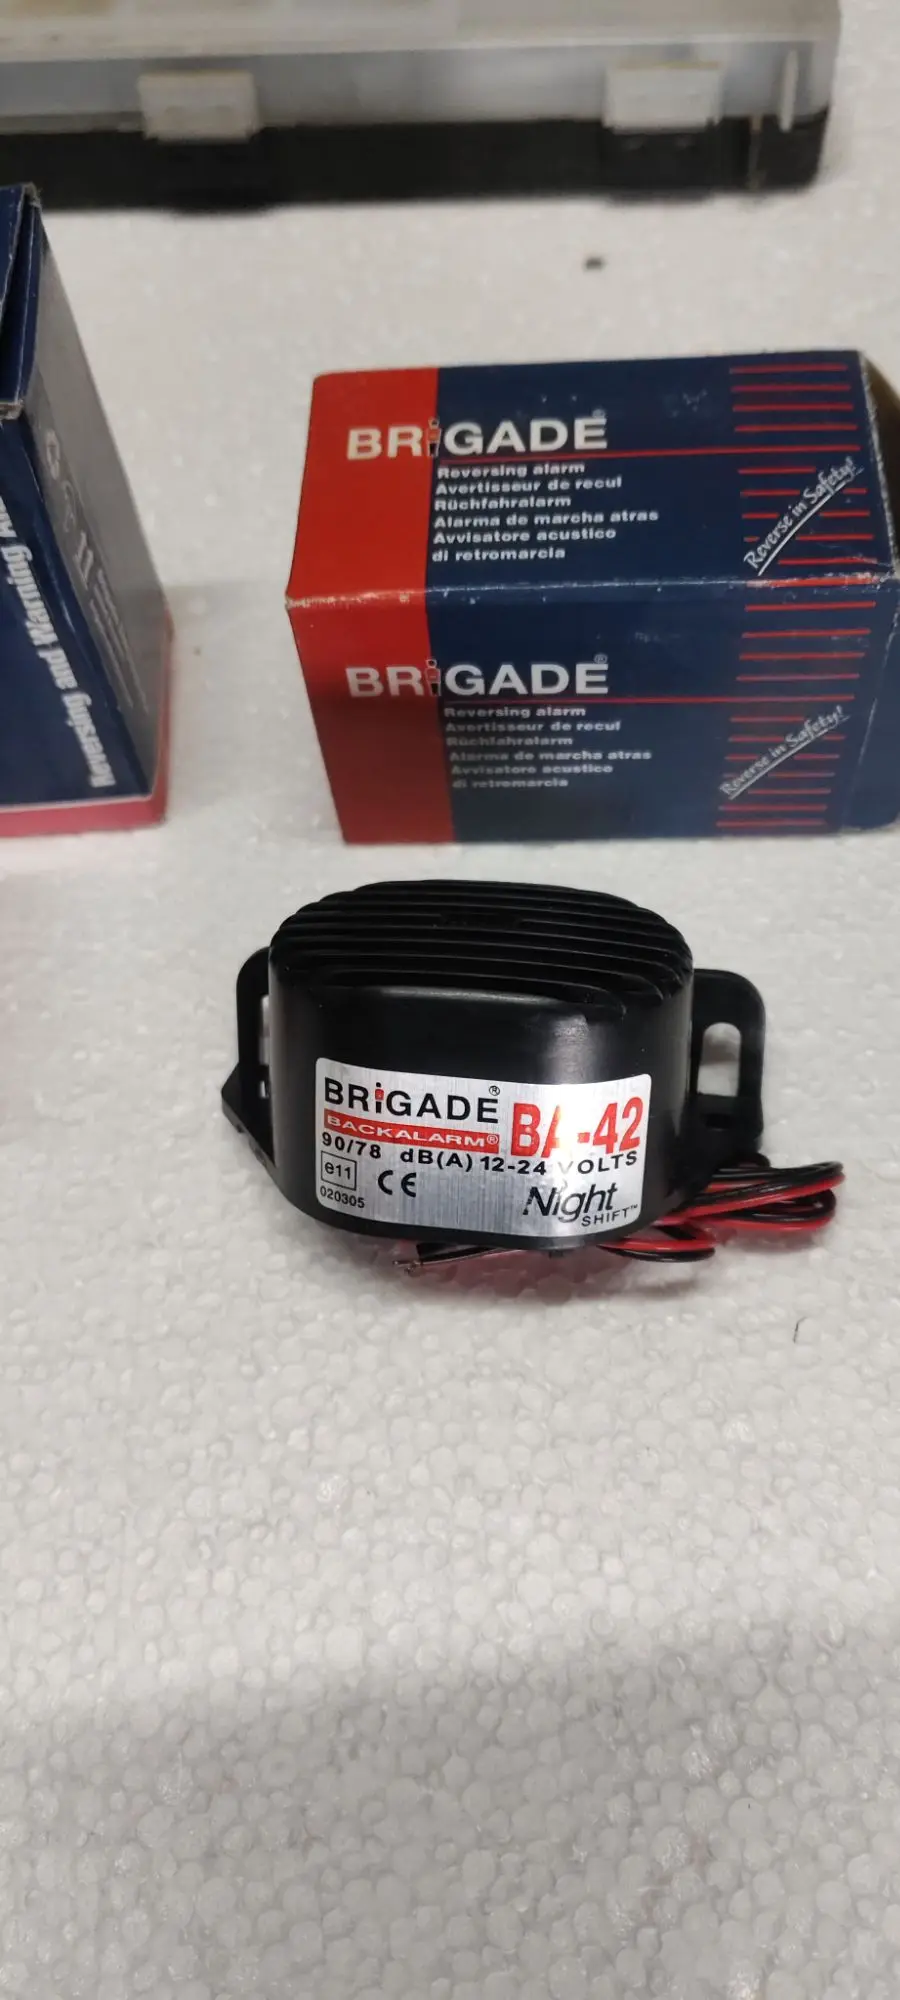 BRiGADE®
Reversing alarm
Avertisseur de recul
Rüchfahralarm
Alarma de marcha atras
Avvisatore acustico
di retromarcia
Reverse in Safety!
BRiGADE®
Reversing alarm
Avertisseur de recul
Rüchfahralarm
Alarma de marcha atras
Avvisatore acustico
di retromarcia
Reverse in Safety!
Reversing and Warning
BRiGADE® BA-42
BACKALARM®
90/78 dB(A) 12-24 VOLTS
e11 CE Night
020305 SHIFT™